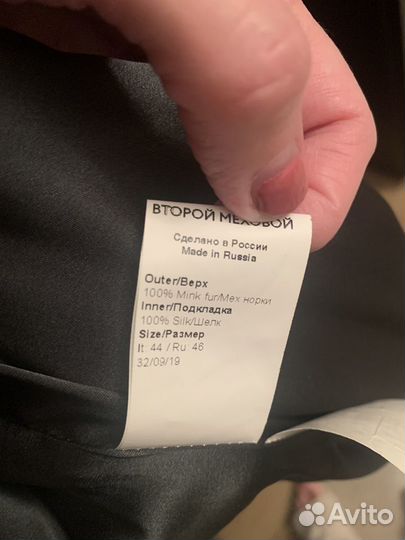 ВТОРОЙ МЕХОВОЙ
Сделано в России
Made in Russia
Outer/Верх
100% Mink fur/Мех норки
Inner/Подкладка
100% Silk/Шелк
Size/Размер
It 44 / Ru 46
32/09/19
Avito